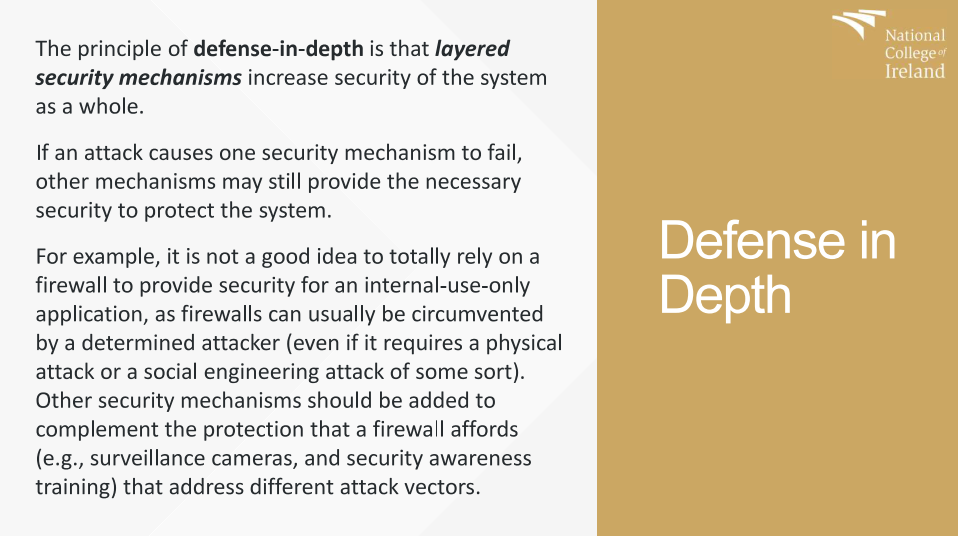 The principle of defense-in-depth is that layered
security mechanisms increase security of the system
as a whole.
If an attack causes one security mechanism to fail,
other mechanisms may still provide the necessary
security to protect the system.
For example, it is not a good idea to totally rely on a
firewall to provide security for an internal-use-only
application, as firewalls can usually be circumvented
by a determined attacker (even if it requires a physical
attack or a social engineering attack of some sort).
Other security mechanisms should be added to
complement the protection that a firewall affords
(e.g., surveillance cameras, and security awareness
training) that address different attack vectors.
Defense in
Depth
National
College of
Ireland